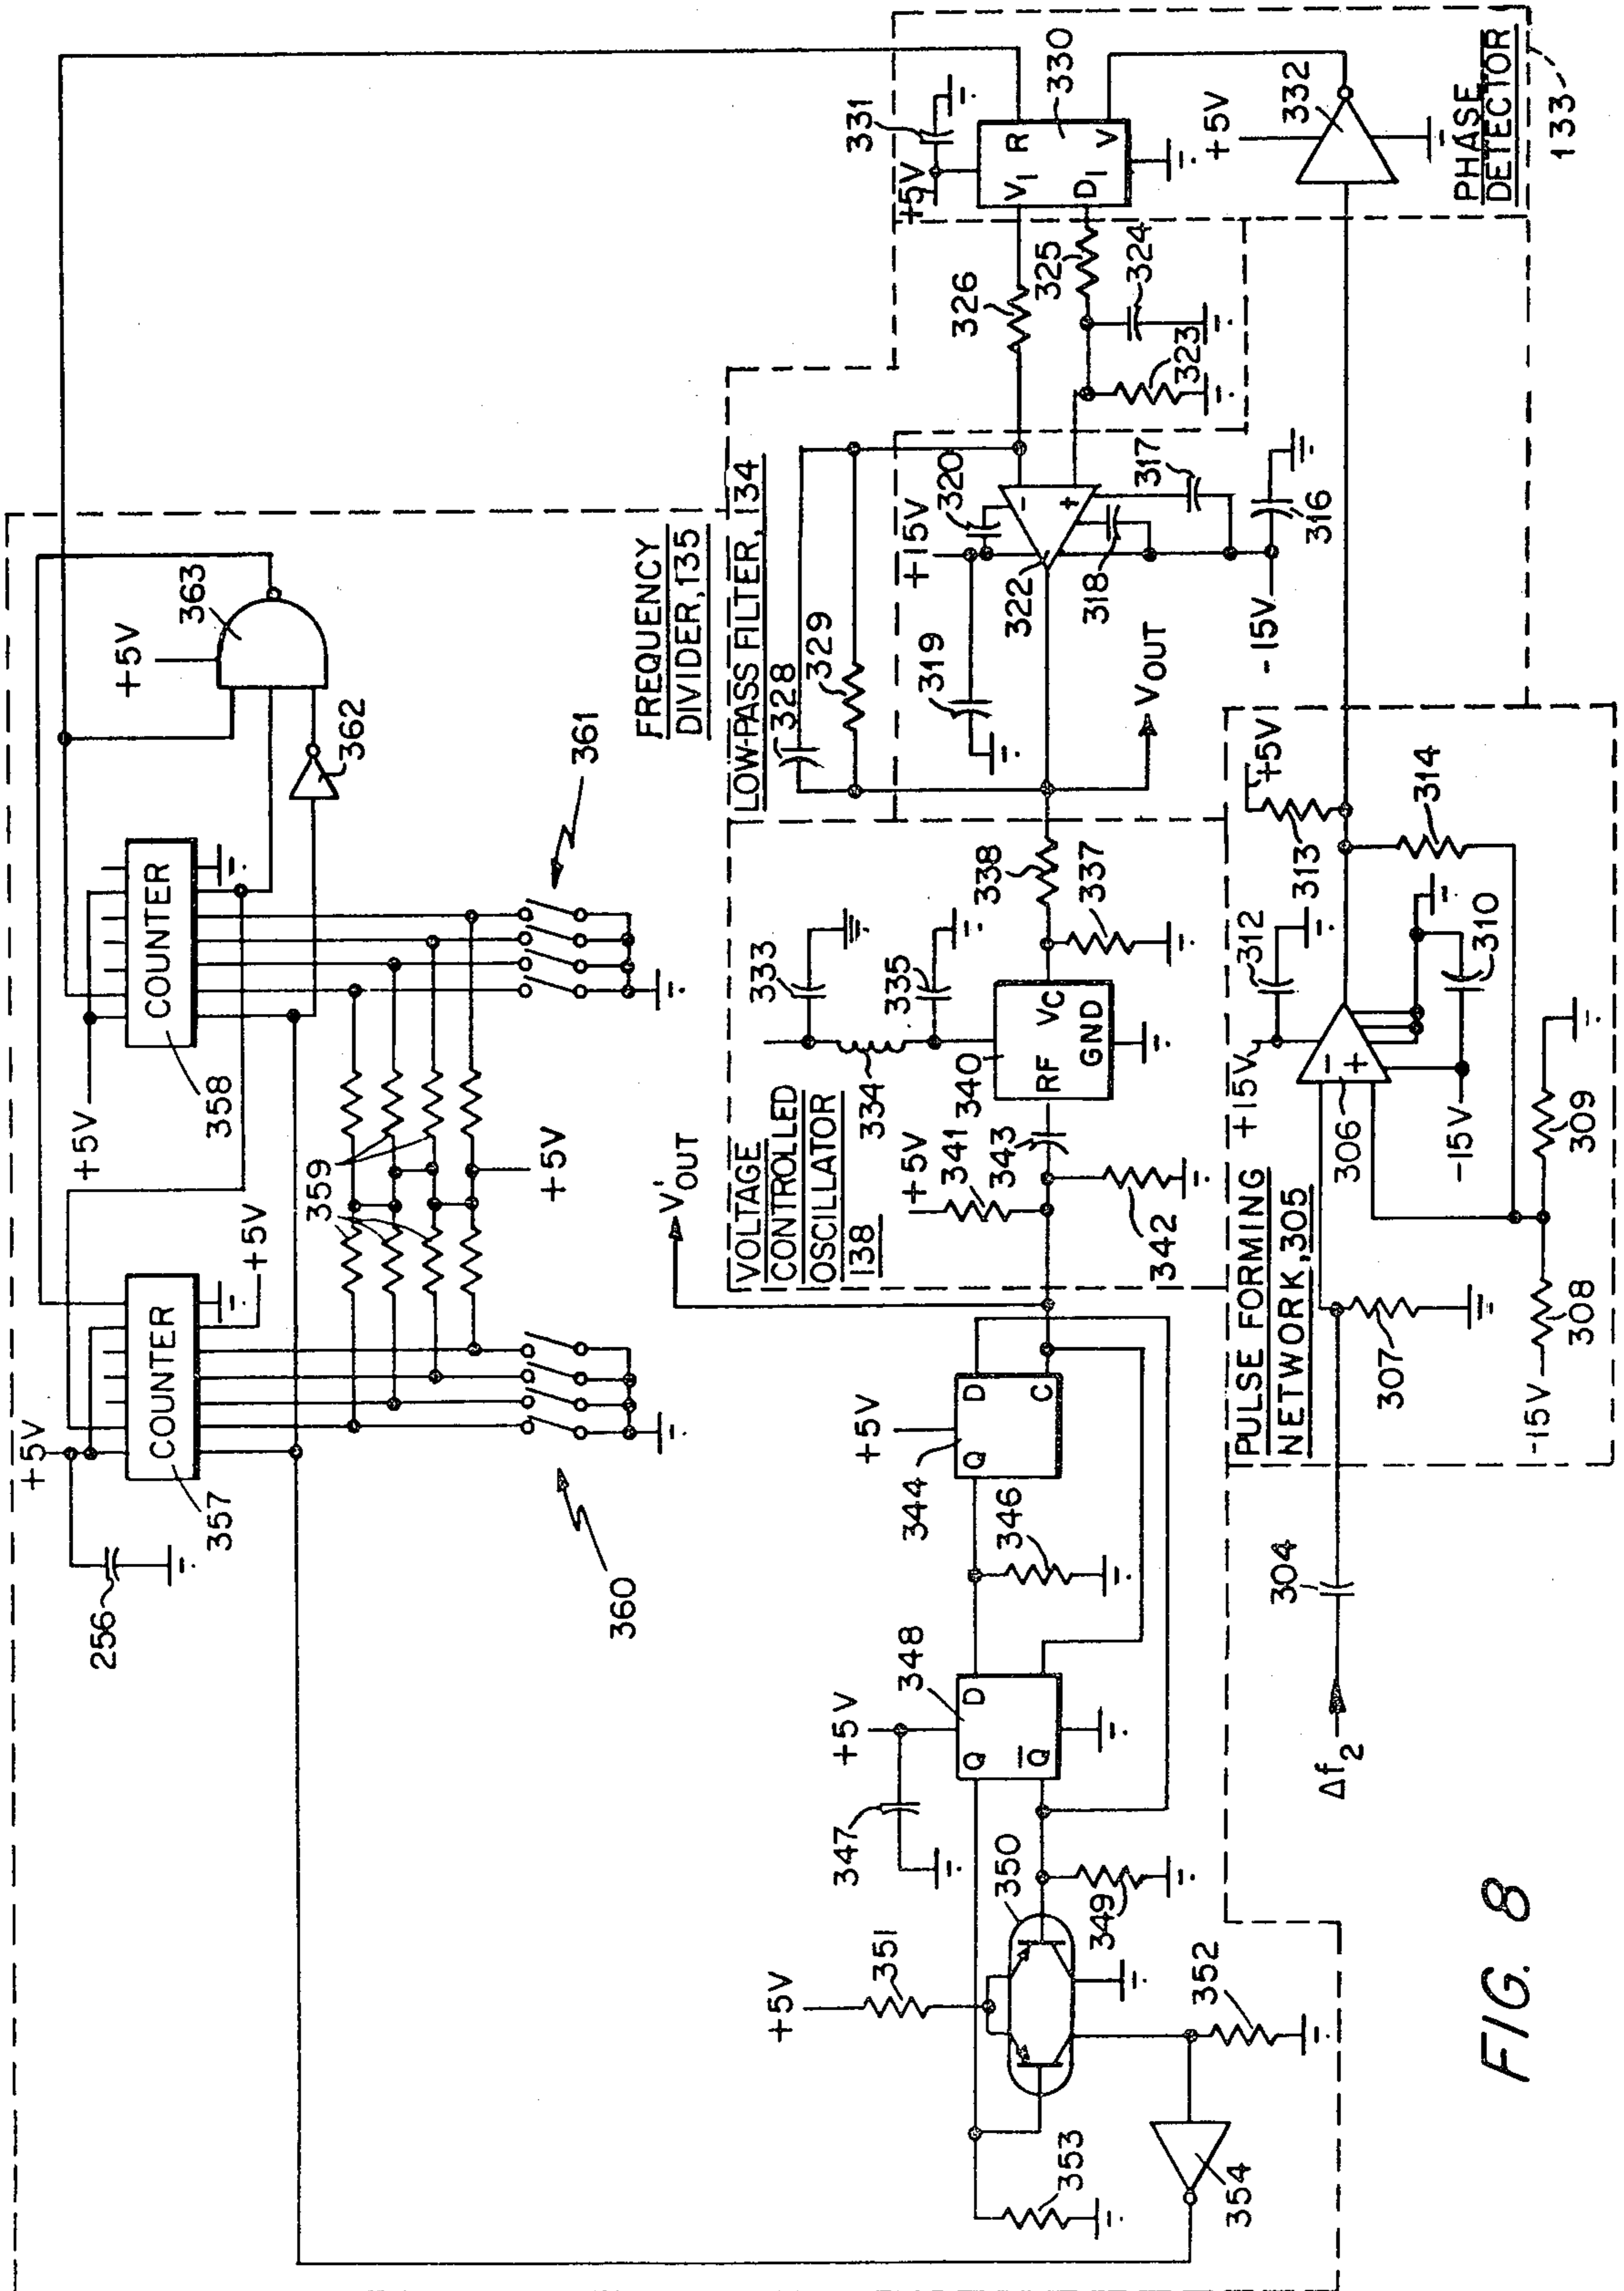 +5V
256
357
COUNTER
+5V
359
360
+5V
358
COUNTER
+5V
+5V
363
362
361
FREQUENCY
DIVIDER, 135
LOW-PASS FILTER, 134
328
329
+15V
320
319
322
318
317
316
-15V
VOUT
326
325
324
323
331
+5V
V1
R
D1
V
330
+5V
332
PHASE
DETECTOR
133
VOLTAGE
CONTROLLED
OSCILLATOR
138
333
334
335
340
RF
VC
GND
338
337
+5V
341
343
342
V'OUT
+5V
344
Q
D
C
346
348
+5V
347
Q
D
Q
350
349
+5V
351
352
353
354
PULSE FORMING
NETWORK, 305
+15V
312
+5V
313
314
306
-
+
310
-15V
307
308
309
-15V
304
Δf2
FIG. 8